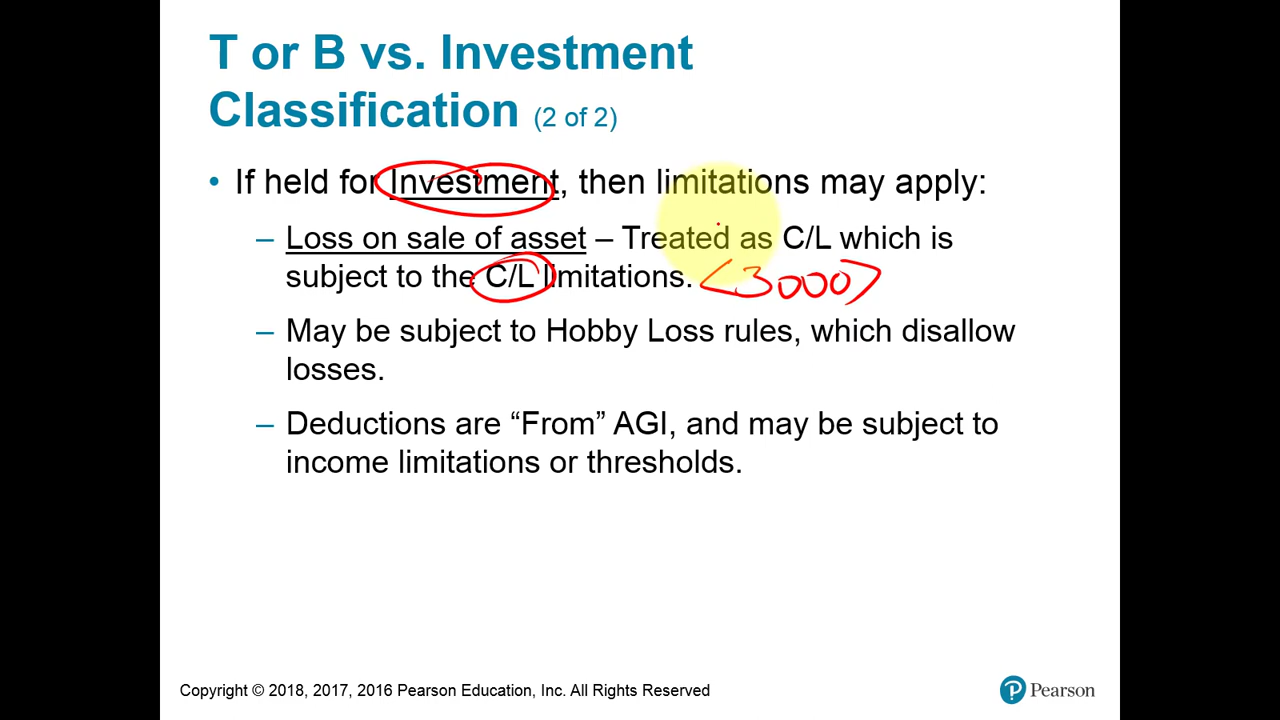 T or B vs. Investment
Classification (2 of 2)
• If held for Investment, then limitations may apply:
– Loss on sale of asset – Treated as C/L which is
subject to the C/L limitations. <3000>
– May be subject to Hobby Loss rules, which disallow
losses.
– Deductions are “From” AGI, and may be subject to
income limitations or thresholds.
Copyright © 2018, 2017, 2016 Pearson Education, Inc. All Rights Reserved
P Pearson